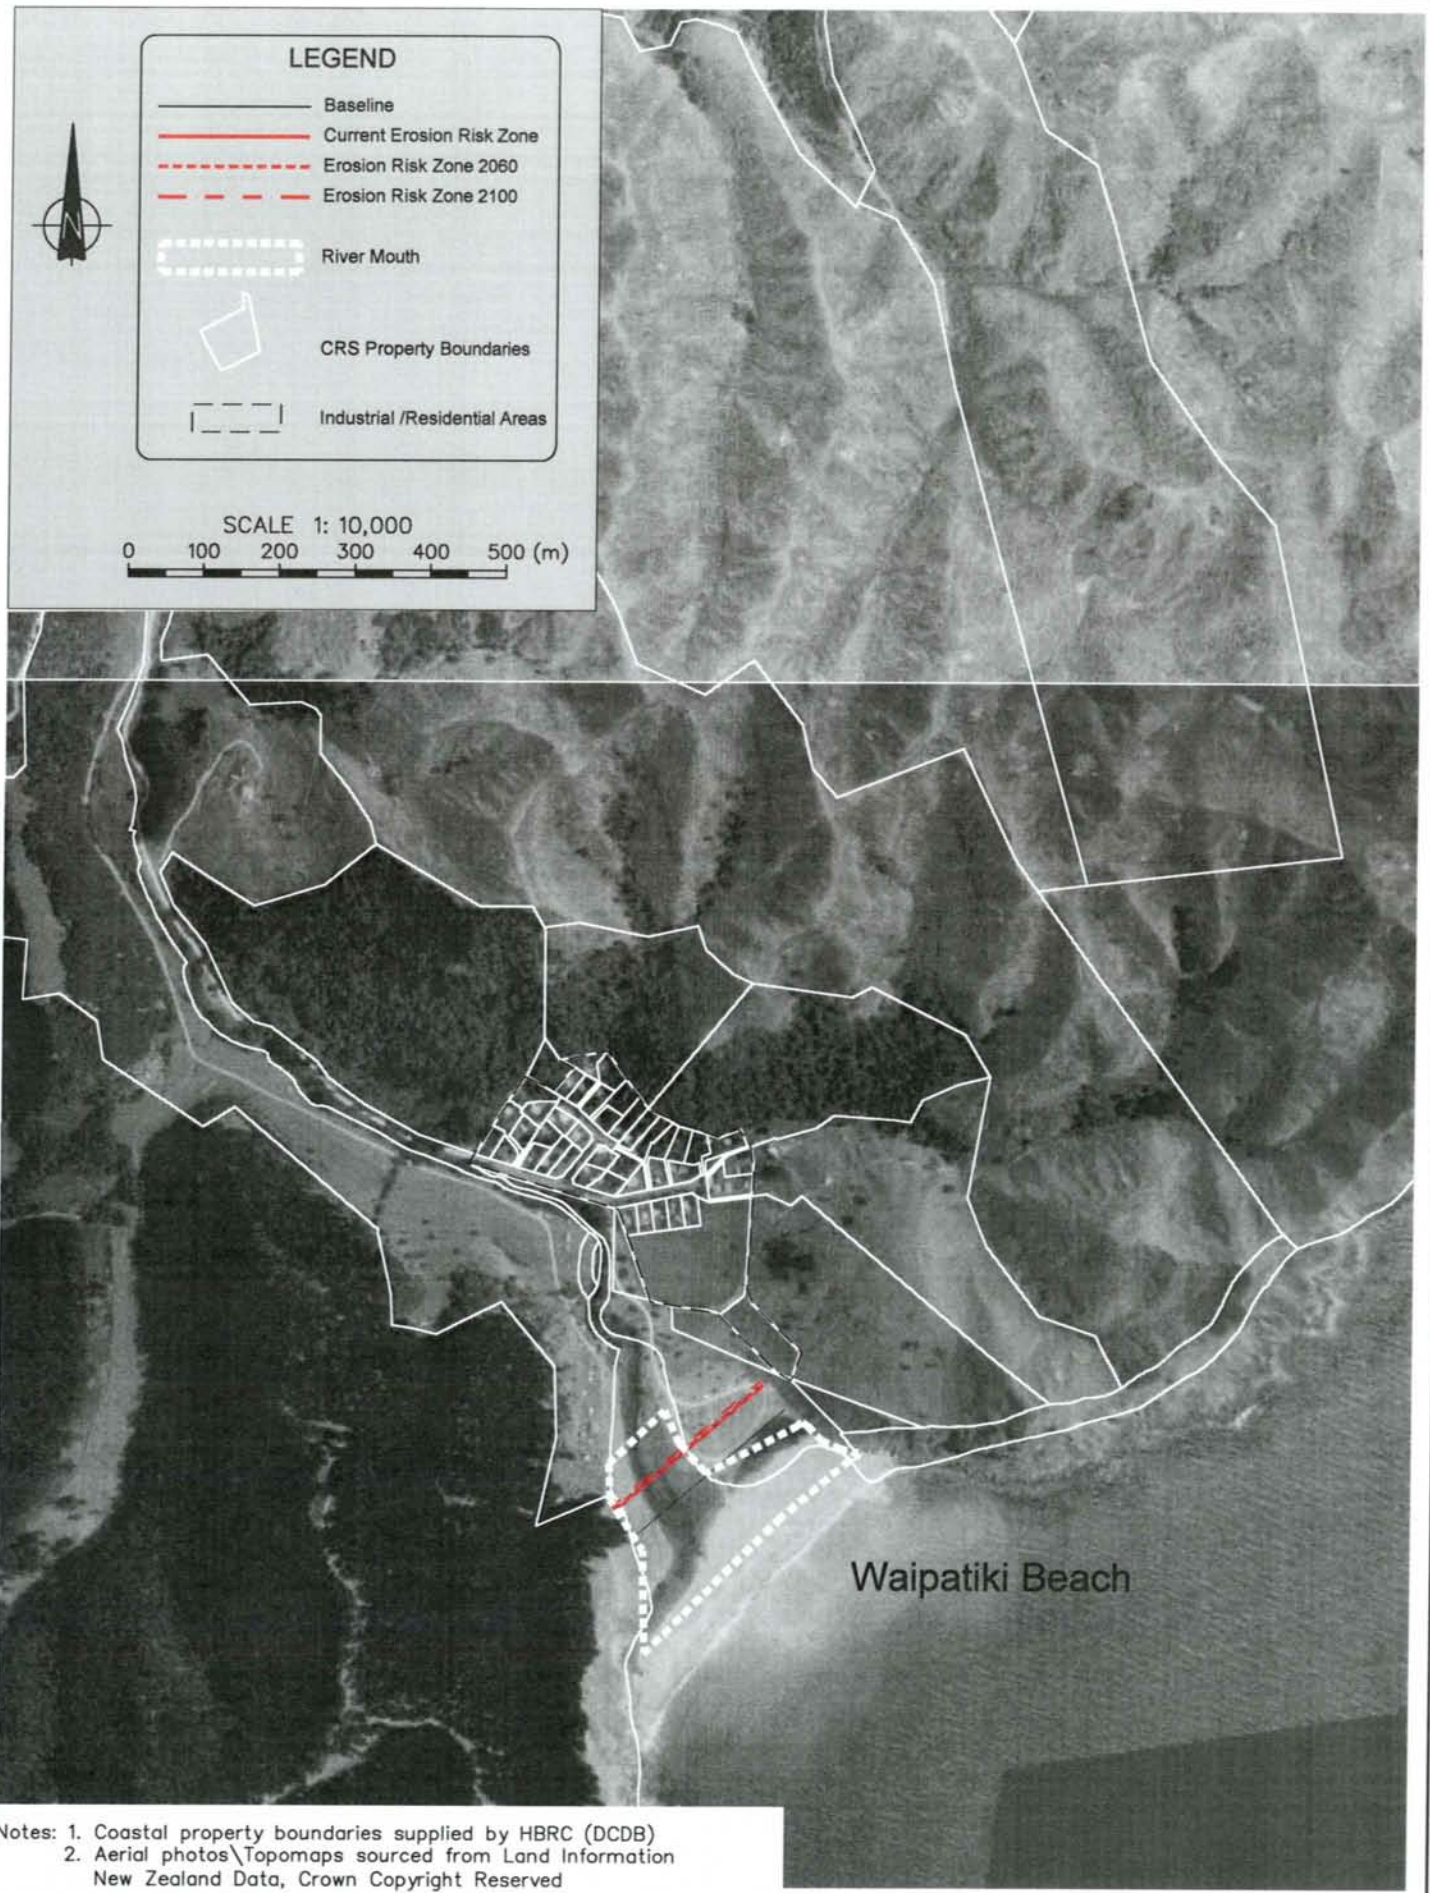 LEGEND
Baseline
Current Erosion Risk Zone
Erosion Risk Zone 2060
Erosion Risk Zone 2100
N
River Mouth
CRS Property Boundaries
Industrial /Residential Areas
SCALE 1: 10,000
0 100 200 300 400 500 (m)
Waipatiki Beach
Notes: 1. Coastal property boundaries supplied by HBRC (DCDB)
2. Aerial photos\Topomaps sourced from Land Information
New Zealand Data, Crown Copyright Reserved